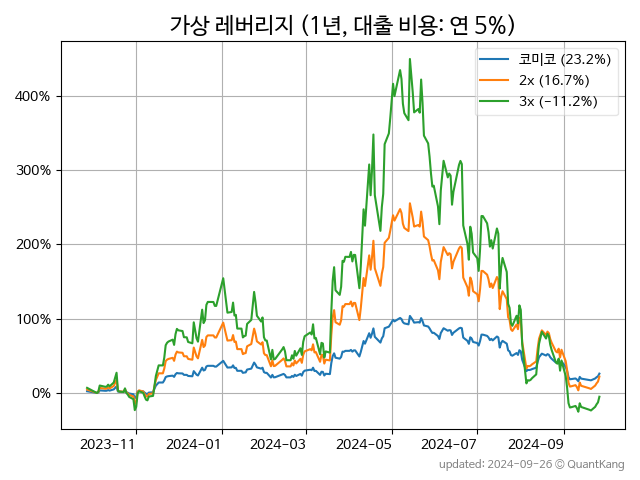 가상 레버리지 (1년, 대출 비용: 연 5%)
코미코 (23.2%)
2x (16.7%)
3x (−11.2%)
400%
300%
200%
100%
0%
2023−11 2024−01 2024−03 2024−05 2024−07 2024−09
updated: 2024-09-26 © QuantKang